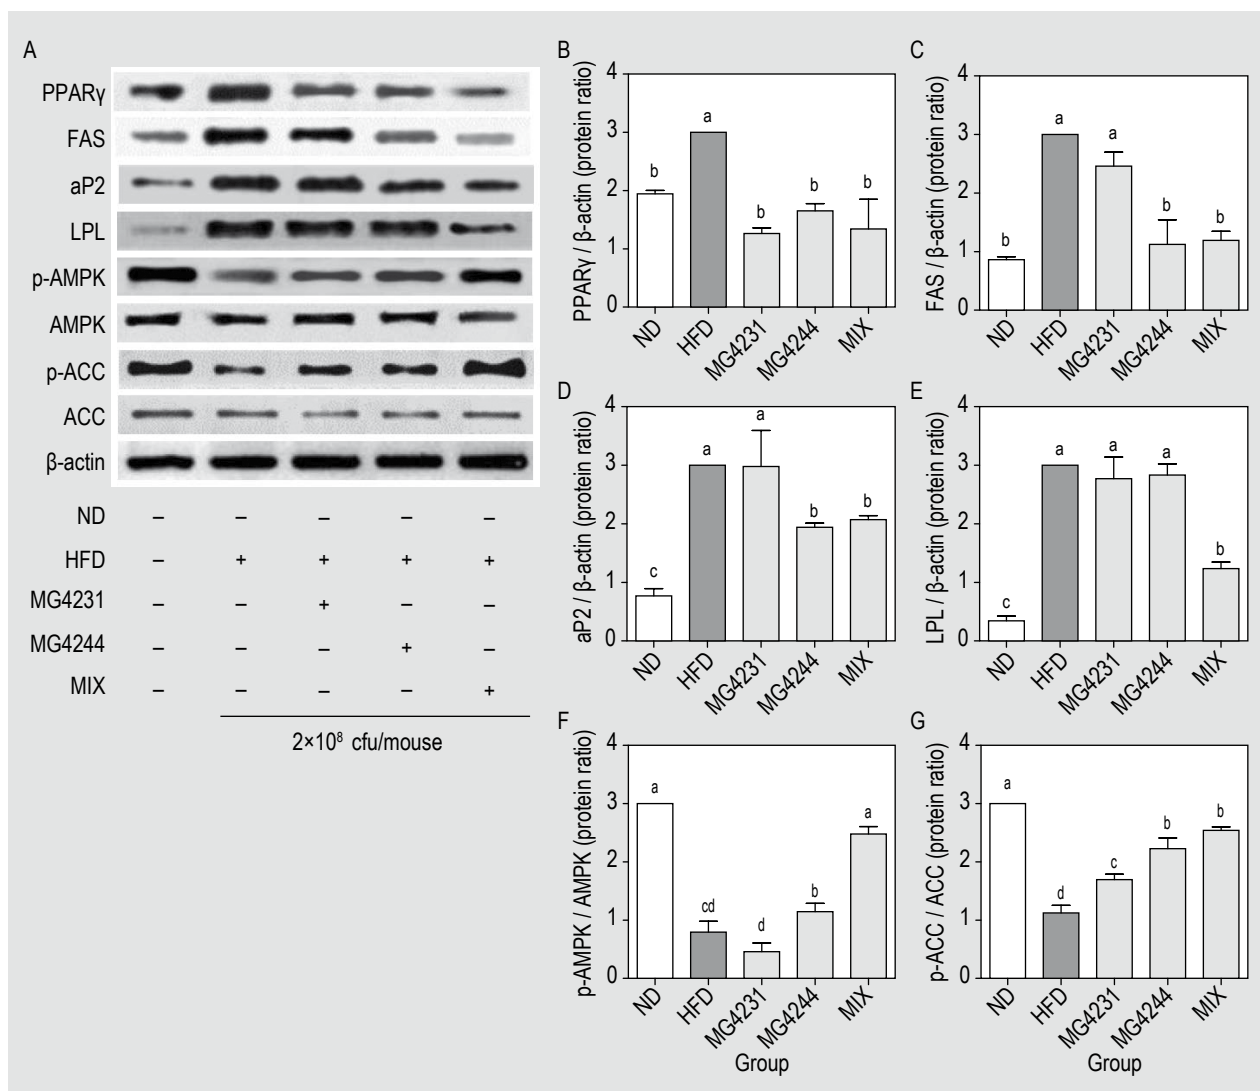 A
PPARγ
FAS
aP2
LPL
p-AMPK
AMPK
p-ACC
ACC
β-actin
ND – – – – –
HFD – + + + +
MG4231 – – + – –
MG4244 – – – + –
MIX – – – – +
2×10⁸ cfu/mouse
B
PPARγ / β-actin (protein ratio)
4
3
2
1
0
b
a
b
b
b
ND
HFD
MG4231
MG4244
MIX
C
FAS / β-actin (protein ratio)
4
3
2
1
0
b
a
a
b
b
ND
HFD
MG4231
MG4244
MIX
D
aP2 / β-actin (protein ratio)
4
3
2
1
0
c
a
a
b
b
ND
HFD
MG4231
MG4244
MIX
E
LPL / β-actin (protein ratio)
4
3
2
1
0
c
a
a
a
b
ND
HFD
MG4231
MG4244
MIX
F
p-AMPK / AMPK (protein ratio)
4
3
2
1
0
a
cd
d
b
a
ND
HFD
MG4231
MG4244
MIX
Group
G
p-ACC / ACC (protein ratio)
4
3
2
1
0
a
d
c
b
b
ND
HFD
MG4231
MG4244
MIX
Group